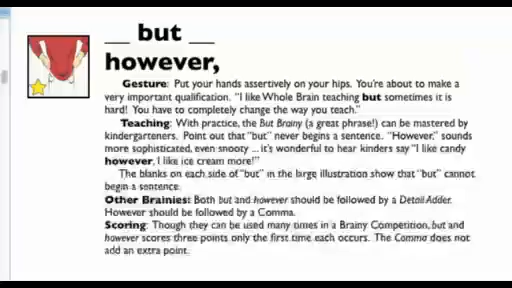 __ but __
however,
Gesture: Put your hands assertively on your hips. You're about to make a
very important qualification. "I like Whole Brain teaching but sometimes it is
hard! You have to completely change the way you teach."
Teaching: With practice, the But Brainy (a great phrase!) can be mastered by
kindergarteners. Point out that "but" never begins a sentence. "However," sounds
more sophisticated, even snooty ... it's wonderful to hear kinders say "I like candy
however, I like ice cream more!"
The blanks on each side of "but" in the large illustration show that "but" cannot
begin a sentence.
Other Brainies: Both but and however should be followed by a Detail Adder.
However should be followed by a Comma.
Scoring: Though they can be used many times in a Brainy Competition, but and
however scores three points only the first time each occurs. The Comma does not
add an extra point.